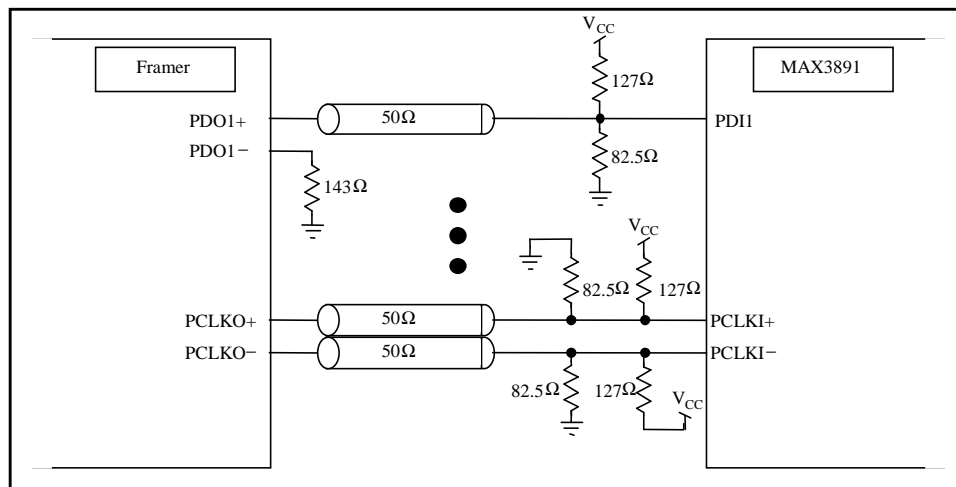 Framer
MAX3891
V_CC
127Ω
PDO1+
50Ω
PDI1
PDO1−
82.5Ω
143Ω
V_CC
82.5Ω
127Ω
PCLKO+
50Ω
PCLKI+
PCLKO−
50Ω
PCLKI−
82.5Ω
127Ω
V_CC